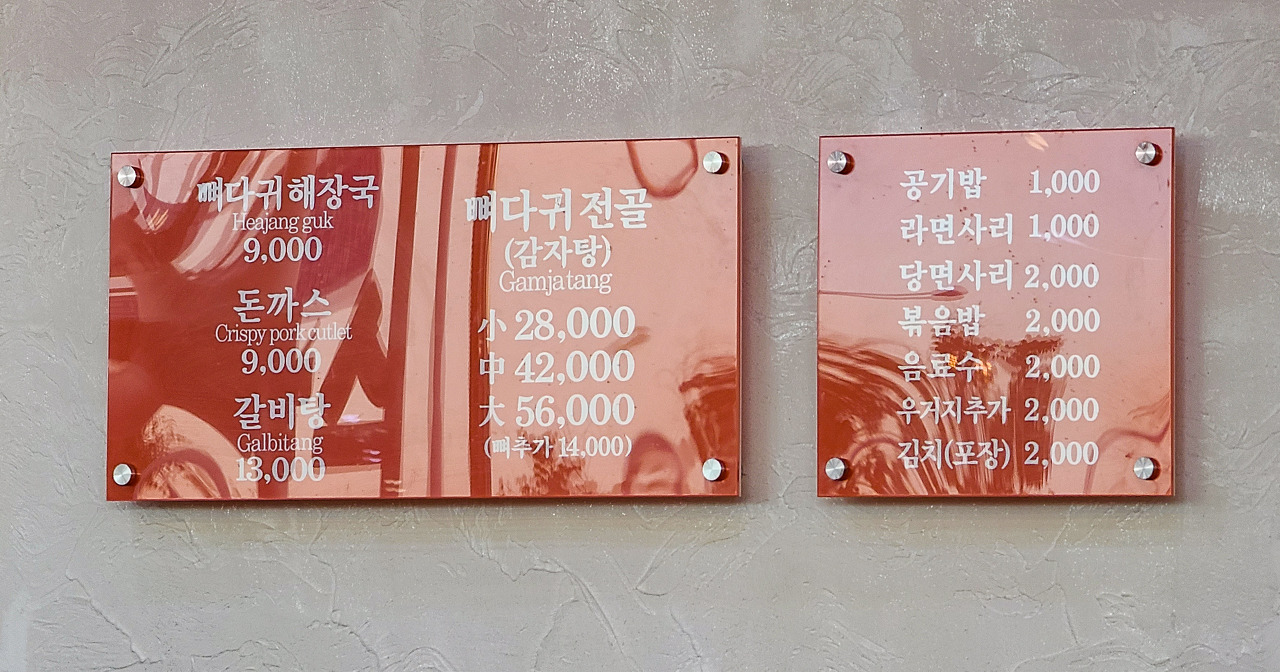 뼈다귀해장국
Heajang guk
9,000
돈까스
Crispy pork cutlet
9,000
갈비탕
Galbitang
13,000
뼈다귀전골
(감자탕)
Gamjatang
小 28,000
中 42,000
大 56,000
(뼈추가 14,000)
공기밥 1,000
라면사리 1,000
당면사리 2,000
볶음밥 2,000
음료수 2,000
우거지추가 2,000
김치(포장) 2,000